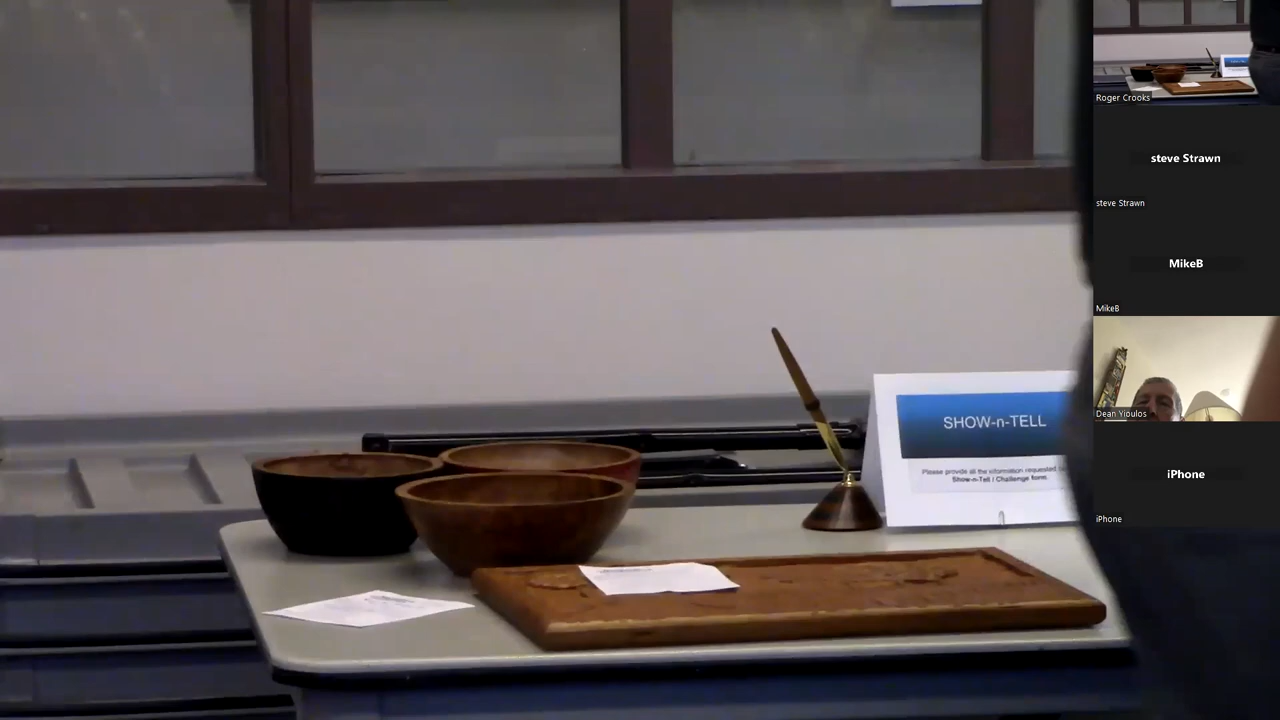 SHOW-n-TELL
Please provide all the information requested
Show-n-Tell / Challenge form.
Roger Crooks
steve Strawn
steve Strawn
MikeB
MikeB
Dean Yioulos
iPhone
iPhone